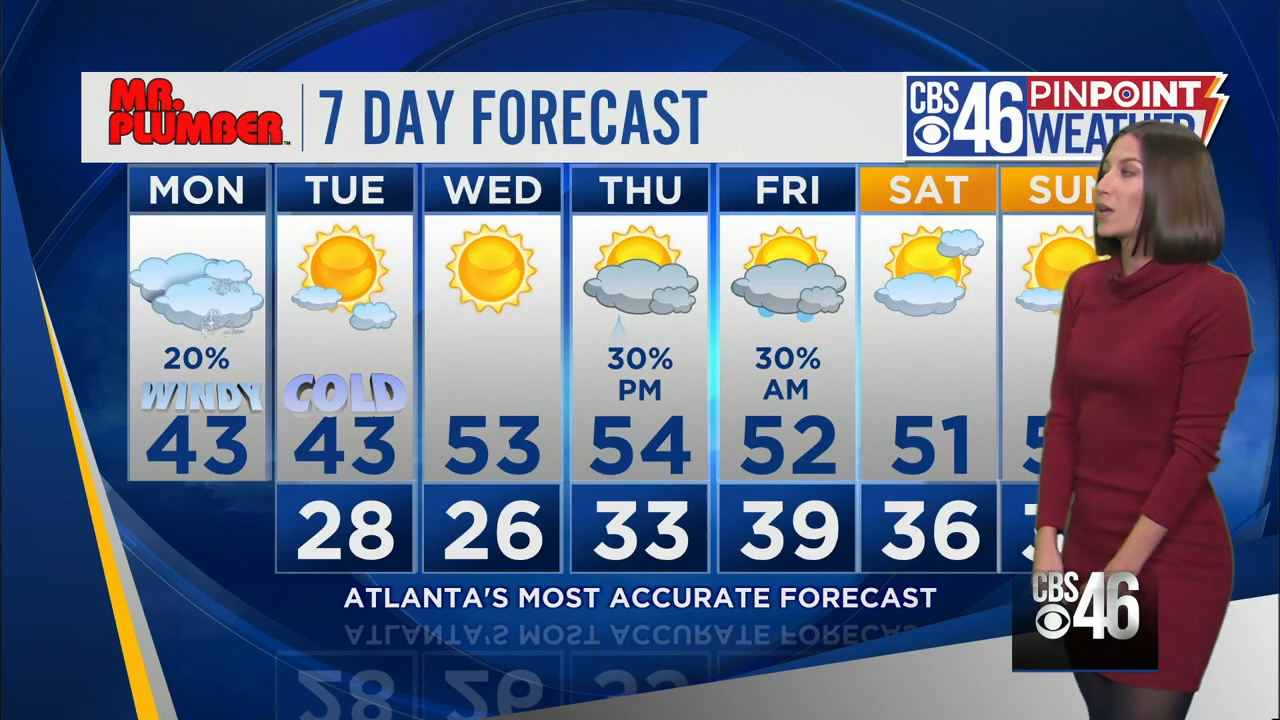 MR. PLUMBER™
7 DAY FORECAST
CBS 46 PINPOINT
MON TUE WED THU FRI SAT
20% 30% 30%
WINDY COLD PM AM
43 43 53 54 52 51
28 26 33 39 36
ATLANTA'S MOST ACCURATE FORECAST
CBS 46